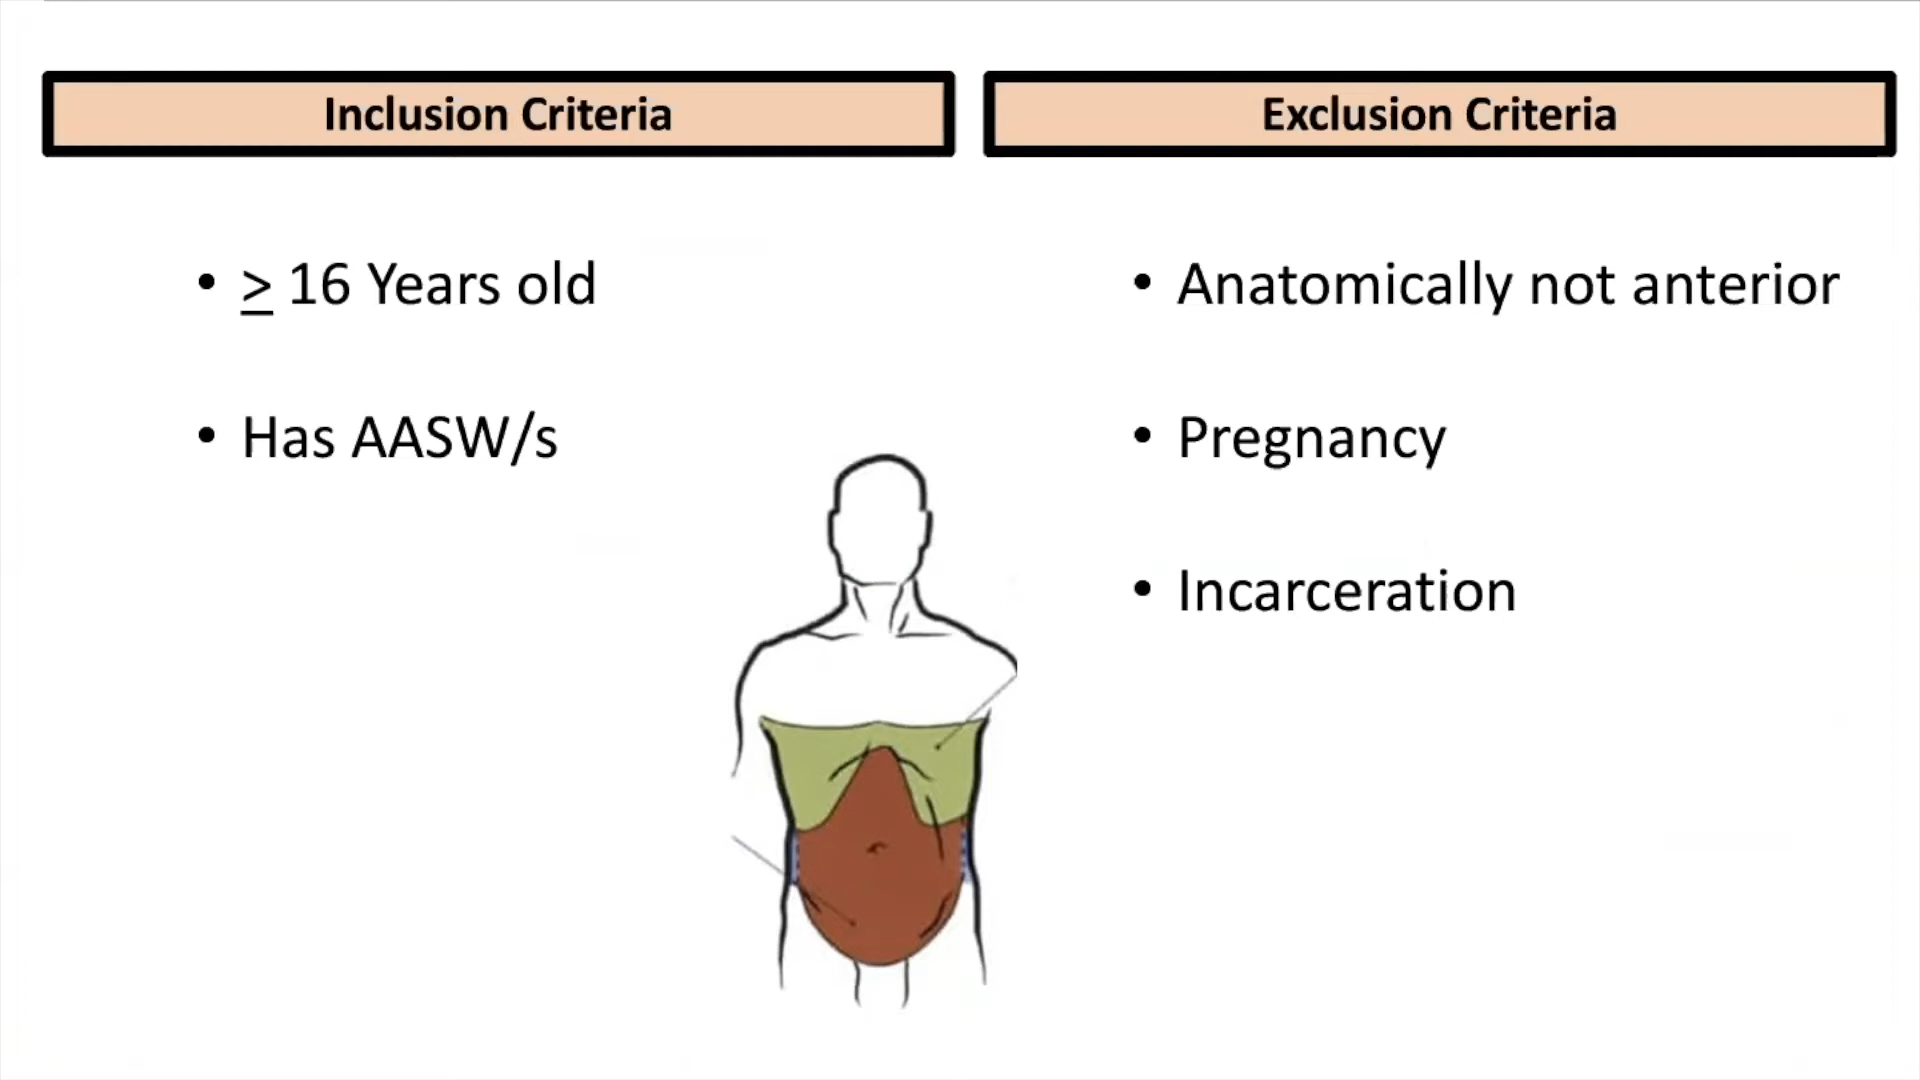 Inclusion Criteria
Exclusion Criteria
• ≥ 16 Years old
• Has AASW/s
• Anatomically not anterior
• Pregnancy
• Incarceration